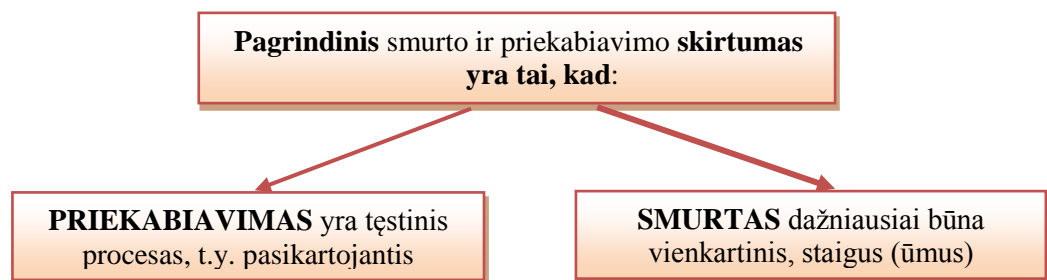 Pagrindinis smurto ir priekabiavimo skirtumas
yra tai, kad:
PRIEKABIAVIMAS yra tęstinis
procesas, t.y. pasikartojantis
SMURTAS dažniausiai būna
vienkartinis, staigus (ūmus)